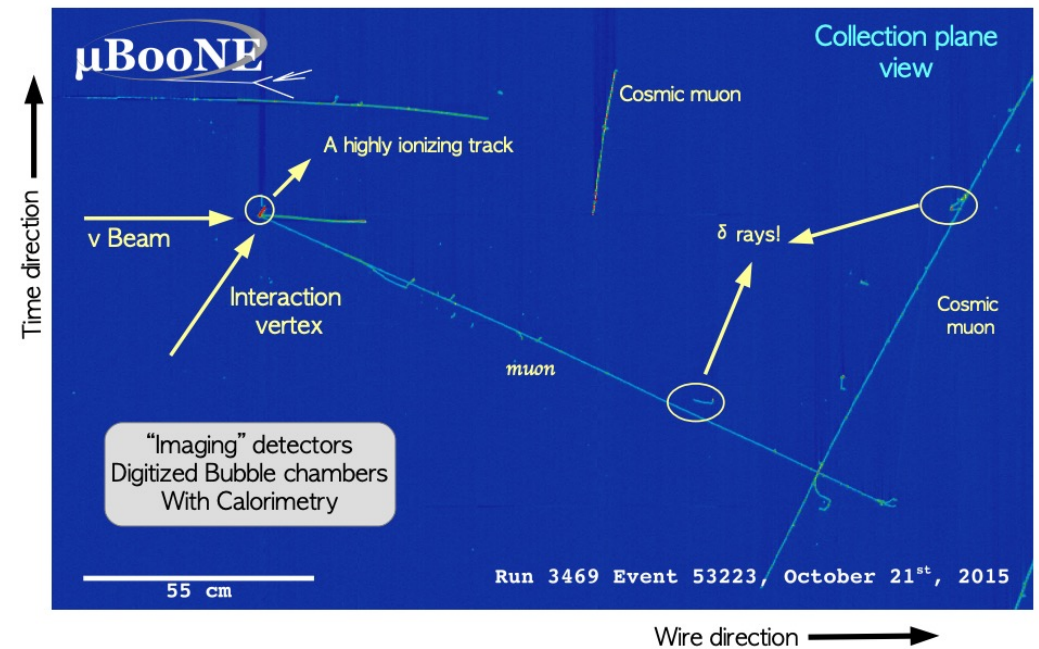 µBooNE
Collection plane
view
Cosmic muon
A highly ionizing track
ν Beam
δ rays!
Interaction
vertex
Cosmic
muon
muon
“Imaging” detectors
Digitized Bubble chambers
With Calorimetry
55 cm
Run 3469 Event 53223, October 21st, 2015
Time direction
Wire direction